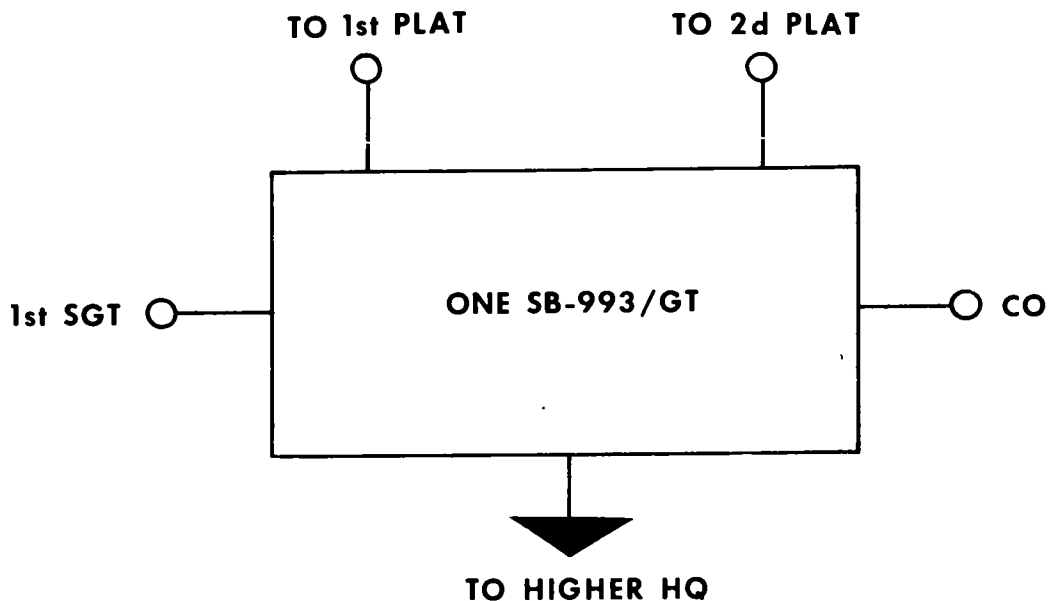 TO 1st PLAT
TO 2d PLAT
1st SGT
ONE SB-993/GT
CO
TO HIGHER HQ